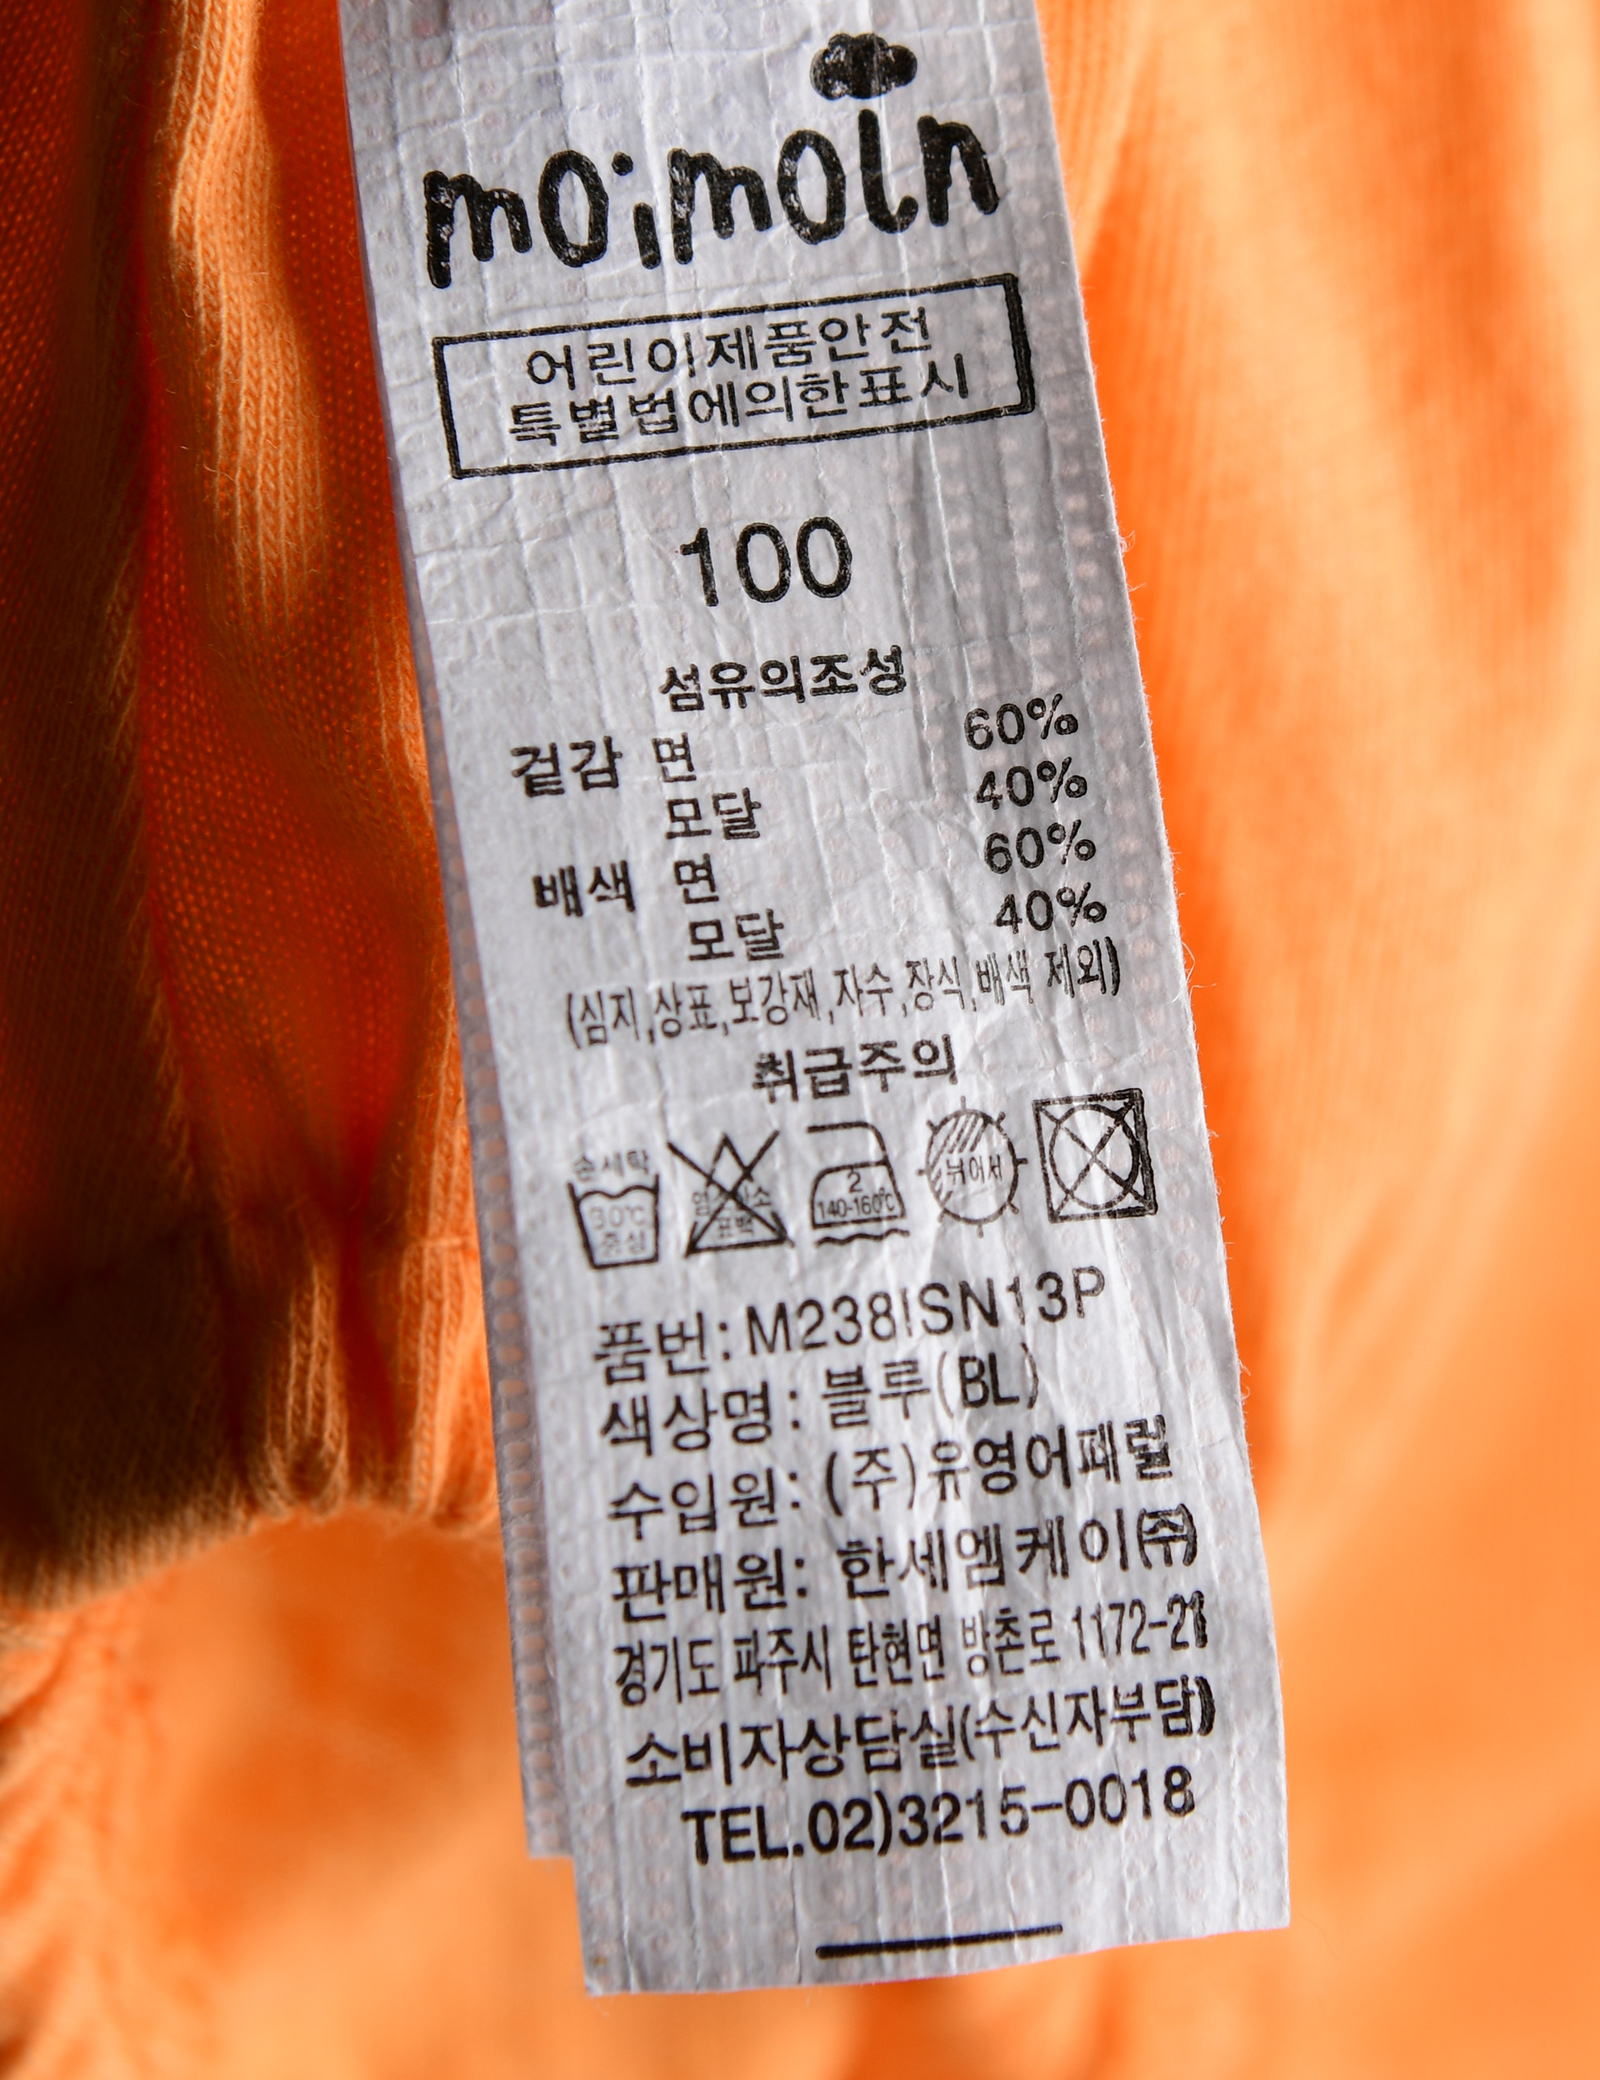 moimoln
어린이제품안전
특별법에의한표시
100
섬유의조성
겉감 면 60%
모달 40%
배색 면 60%
모달 40%
(심지,상표,보강재,자수,장식,배색 제외)
취급주의
손세탁
30℃
중성
염소산소
표백
2
140-160℃
뉘어서
품번: M238ISN13P
색상명: 블루(BL)
수입원: (주)유영어패럴
판매원: 한세엠케이(주)
경기도 파주시 탄현면 방촌로 1172-21
소비자상담실(수신자부담)
TEL.02)3215-0018